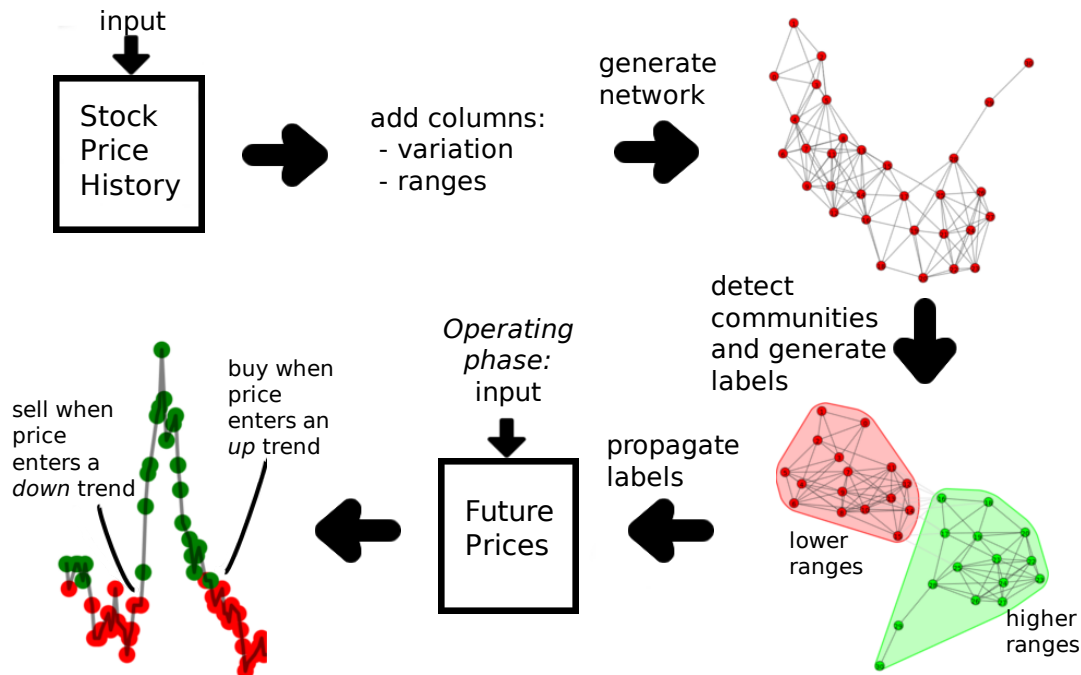 input
Stock
Price
History
add columns:
- variation
- ranges
generate
network
detect
communities
and generate
labels
lower
ranges
higher
ranges
propagate
labels
Operating
phase:
input
Future
Prices
buy when
price
enters an
up trend
sell when
price
enters a
down trend